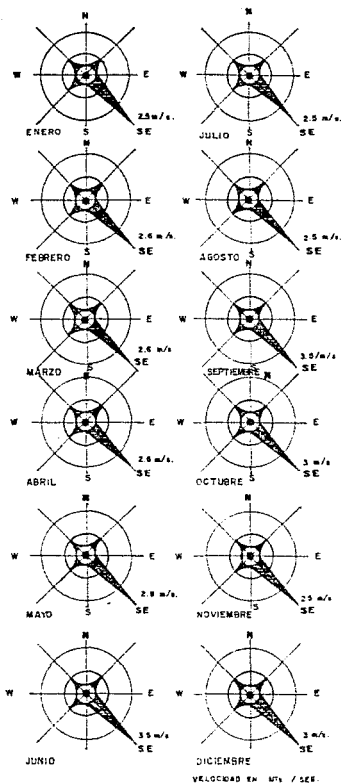 N N
W E W E
2.5 m/s. 2.5 m/s.
ENERO S SE JULIO S SE
N N
W E W E
2.6 m/s. 2.5 m/s.
FEBRERO S SE AGOSTO S SE
N N
W E W E
2.6 m/s 3.5/m/s
MARZO S SE SEPTIEMBRE S SE
N N
W E W E
2.6 m/s. 3 m/s
ABRIL S SE OCTUBRE SE
N N
W E W E
2.8 m/s. 25 m/s
MAYO S SE NOVIEMBRE S SE
N N
W E W E
3.5 m/s 3 m/s.
JUNIO SE DICIEMBRE SE
VELOCIDAD EN MTs / SEG.